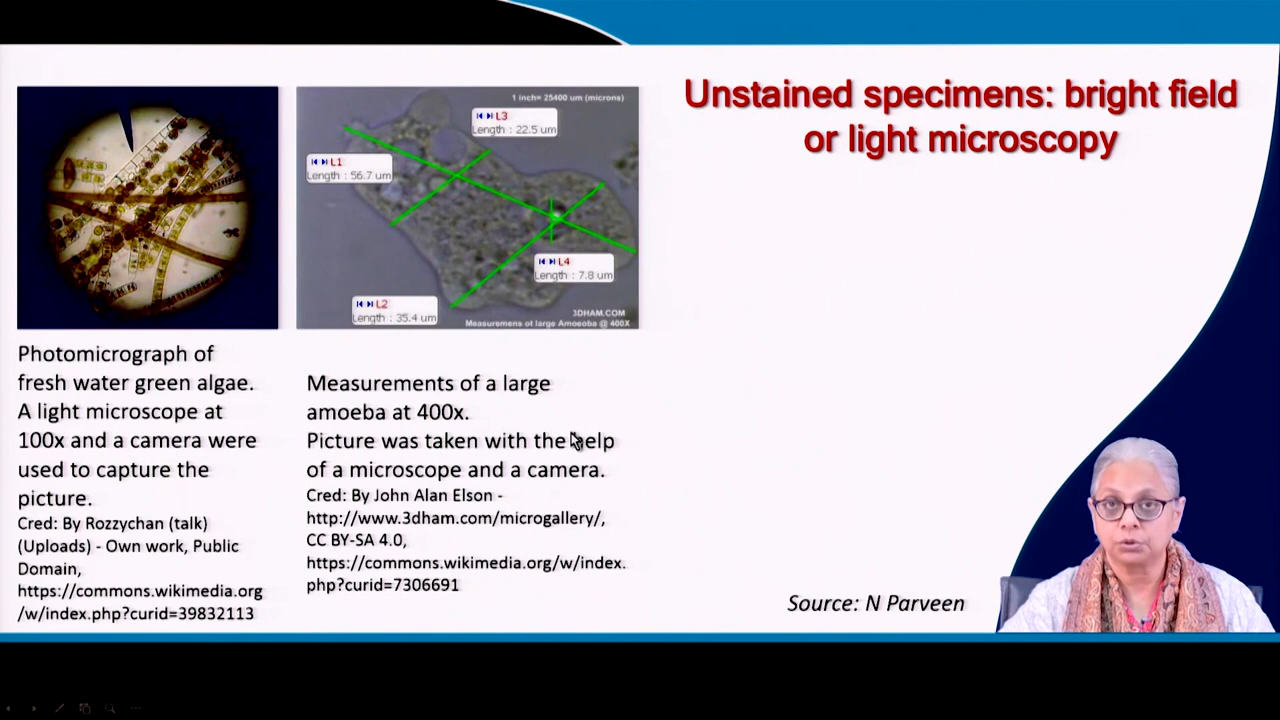 Unstained specimens: bright field
or light microscopy
1 inch= 25400 um (microns)
L3
Length : 22.5 um
L1
Length : 56.7 um
L4
Length : 7.8 um
L2
Length : 35.4 um
3DHAM.COM
Measuremens of large Amoeoba @ 400X
Photomicrograph of
fresh water green algae.
A light microscope at
100x and a camera were
used to capture the
picture.
Cred: By Rozzychan (talk)
(Uploads) - Own work, Public
Domain,
https://commons.wikimedia.org
/w/index.php?curid=39832113
Measurements of a large
amoeba at 400x.
Picture was taken with the help
of a microscope and a camera.
Cred: By John Alan Elson -
http://www.3dham.com/microgallery/,
CC BY-SA 4.0,
https://commons.wikimedia.org/w/index.
php?curid=7306691
Source: N Parveen